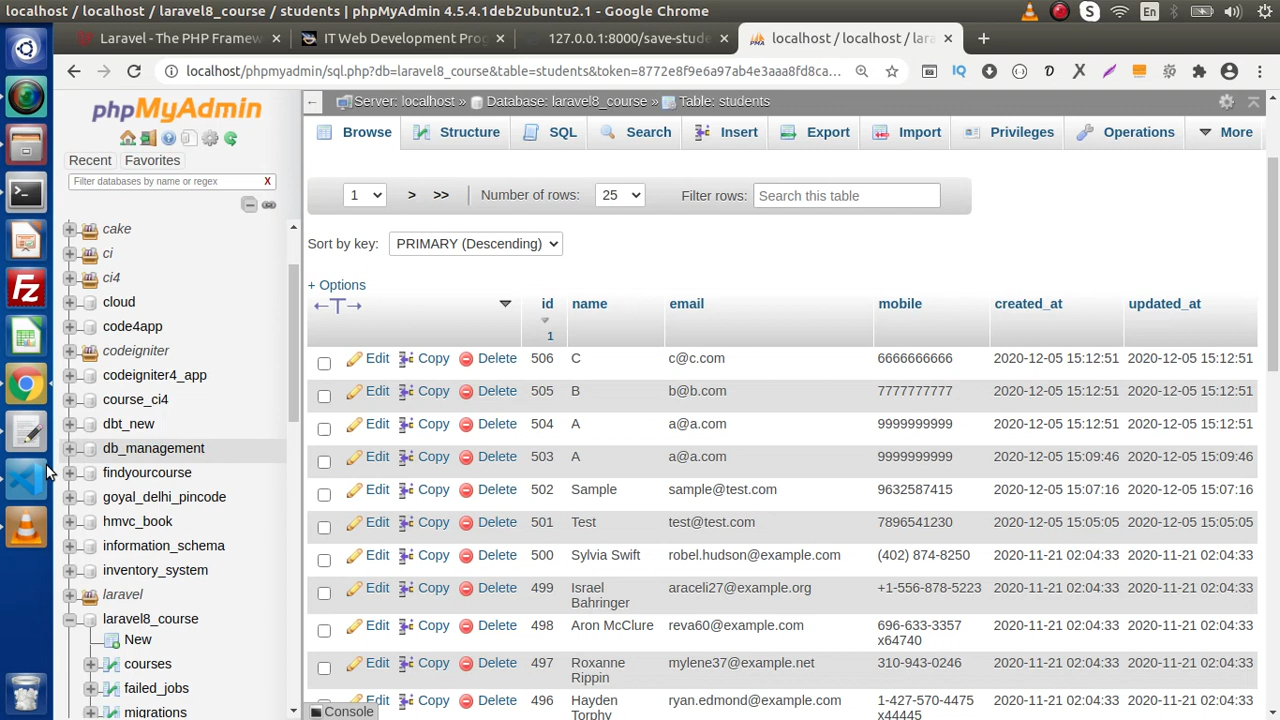 localhost / localhost / laravel8_course / students | phpMyAdmin 4.5.4.1deb2ubuntu2.1 - Google Chrome
En
Laravel - The PHP Framew
IT Web Development Pro
127.0.0.1:8000/save-stude
localhost / localhost / lara
localhost/phpmyadmin/sql.php?db=laravel8_course&table=students&token=8772e8f9e6a97ab4e3aaa8fd8ca...
phpMyAdmin
Recent Favorites
Filter databases by name or regex X
cake
ci
ci4
cloud
code4app
codeigniter
codeigniter4_app
course_ci4
dbt_new
db_management
findyourcourse
goyal_delhi_pincode
hmvc_book
information_schema
inventory_system
laravel
laravel8_course
New
courses
failed_jobs
migrations
Server: localhost » Database: laravel8_course » Table: students
Browse Structure SQL Search Insert Export Import Privileges Operations More
1 > >> Number of rows: 25 Filter rows: Search this table
Sort by key: PRIMARY (Descending)
+ Options
←T→ id 1 name email mobile created_at updated_at
Edit Copy Delete 506 C c@c.com 6666666666 2020-12-05 15:12:51 2020-12-05 15:12:51
Edit Copy Delete 505 B b@b.com 7777777777 2020-12-05 15:12:51 2020-12-05 15:12:51
Edit Copy Delete 504 A a@a.com 9999999999 2020-12-05 15:12:51 2020-12-05 15:12:51
Edit Copy Delete 503 A a@a.com 9999999999 2020-12-05 15:09:46 2020-12-05 15:09:46
Edit Copy Delete 502 Sample sample@test.com 9632587415 2020-12-05 15:07:16 2020-12-05 15:07:16
Edit Copy Delete 501 Test test@test.com 7896541230 2020-12-05 15:05:05 2020-12-05 15:05:05
Edit Copy Delete 500 Sylvia Swift robel.hudson@example.com (402) 874-8250 2020-11-21 02:04:33 2020-11-21 02:04:33
Edit Copy Delete 499 Israel araceli27@example.org +1-556-878-5223 2020-11-21 02:04:33 2020-11-21 02:04:33
Bahringer
Edit Copy Delete 498 Aron McClure reva60@example.com 696-633-3357 2020-11-21 02:04:33 2020-11-21 02:04:33
x64740
Edit Copy Delete 497 Roxanne mylene37@example.net 310-943-0246 2020-11-21 02:04:33 2020-11-21 02:04:33
Rippin
Edit Copy Delete 496 Hayden ryan.edmond@example.com 1-427-570-4475 2020-11-21 02:04:33 2020-11-21 02:04:33
Torphy x44445
Console